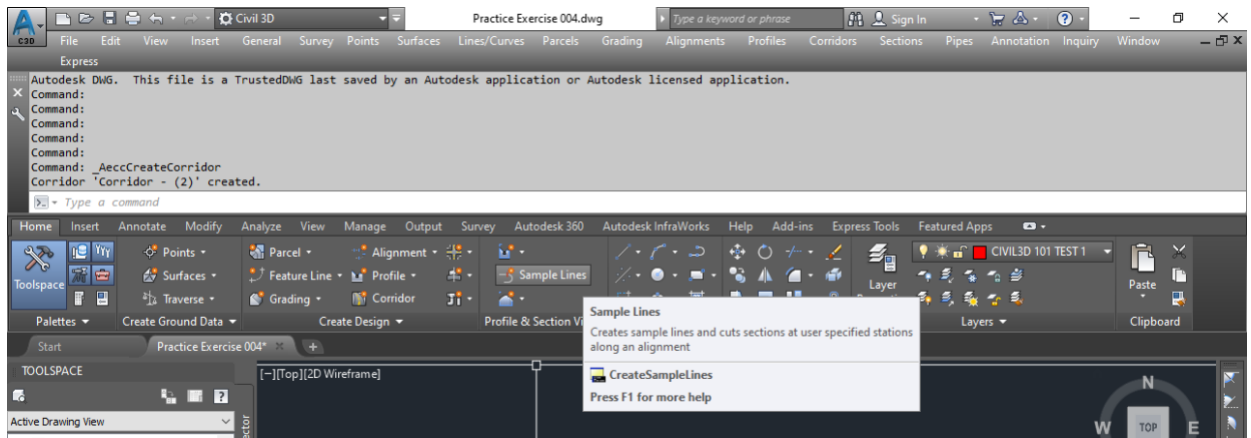 Civil 3D Practice Exercise 004.dwg Type a keyword or phrase Sign In
C3D File Edit View Insert General Survey Points Surfaces Lines/Curves Parcels Grading Alignments Profiles Corridors Sections Pipes Annotation Inquiry Window
Express
Autodesk DWG.  This file is a TrustedDWG last saved by an Autodesk application or Autodesk licensed application.
Command:
Command:
Command:
Command:
Command:
Command: _AeccCreateCorridor
Corridor 'Corridor - (2)' created.
Type a command
Home Insert Annotate Modify Analyze View Manage Output Survey Autodesk 360 Autodesk InfraWorks Help Add-ins Express Tools Featured Apps
Points Parcel Alignment CIVIL3D 101 TEST 1
Toolspace Surfaces Feature Line Profile Sample Lines Layer Paste
Traverse Grading Corridor
Palettes Create Ground Data Create Design Profile & Section Vi Layers Clipboard
Sample Lines
Creates sample lines and cuts sections at user specified stations
along an alignment
CreateSampleLines
Press F1 for more help
Start Practice Exercise 004* +
TOOLSPACE [-][Top][2D Wireframe]
N
Active Drawing View
W TOP E